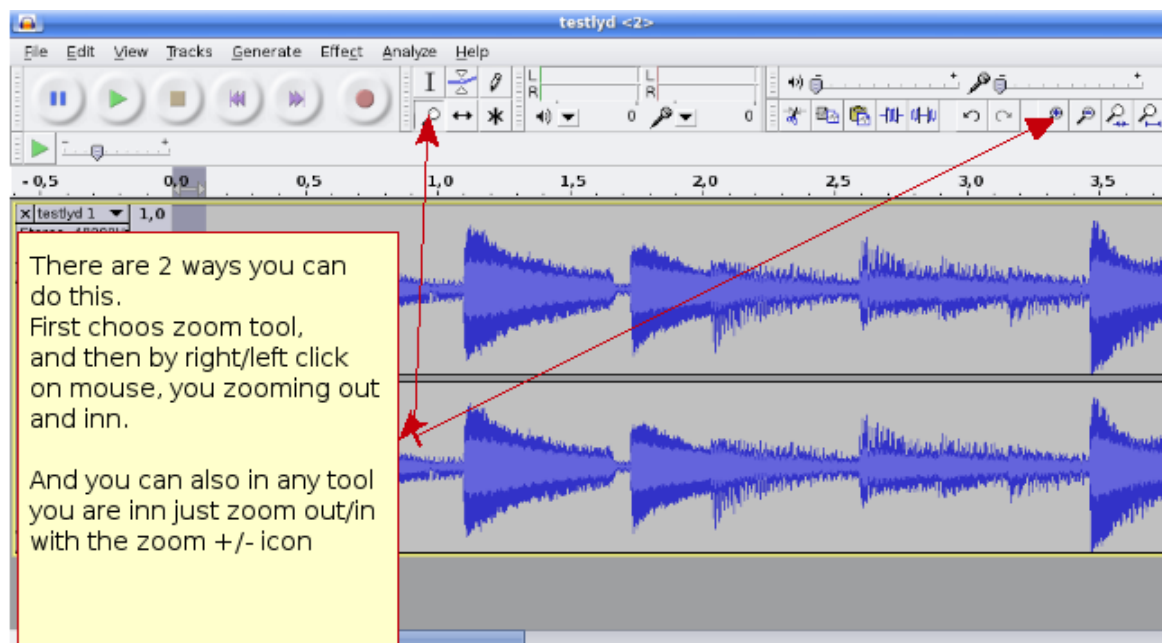 testlyd <2>
File Edit View Tracks Generate Effect Analyze Help
L
R
L
R
0
0
- 0,5 0,0 0,5 1,0 1,5 2,0 2,5 3,0 3,5
x testlyd 1 1,0
There are 2 ways you can
do this.
First choos zoom tool,
and then by right/left click
on mouse, you zooming out
and inn.
And you can also in any tool
you are inn just zoom out/in
with the zoom +/- icon